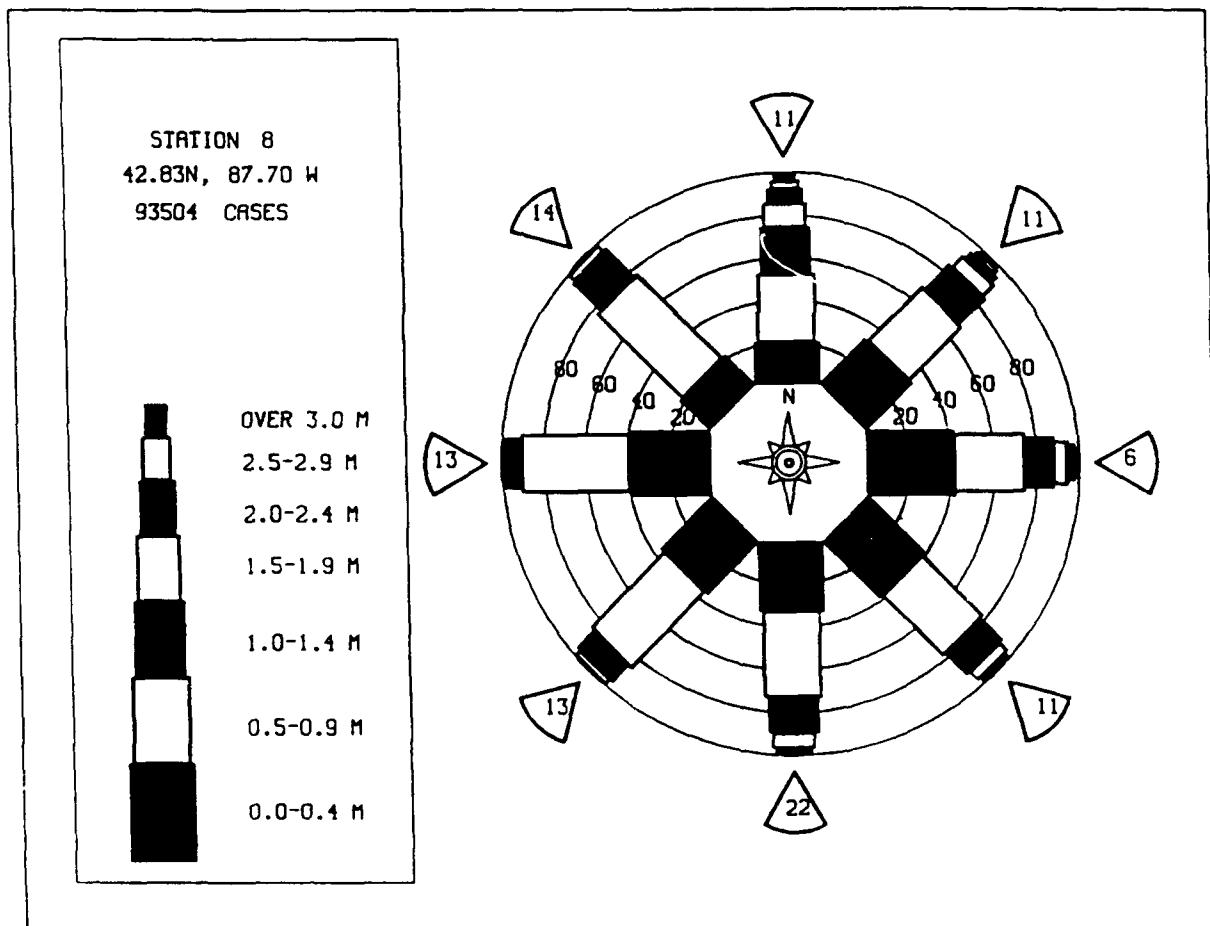 STATION 8
42.83N, 87.70 W
93504 CASES
OVER 3.0 M
2.5-2.9 M
2.0-2.4 M
1.5-1.9 M
1.0-1.4 M
0.5-0.9 M
0.0-0.4 M
11
14
11
80
60
40
20
N
20
40
60
80
13
6
13
11
22